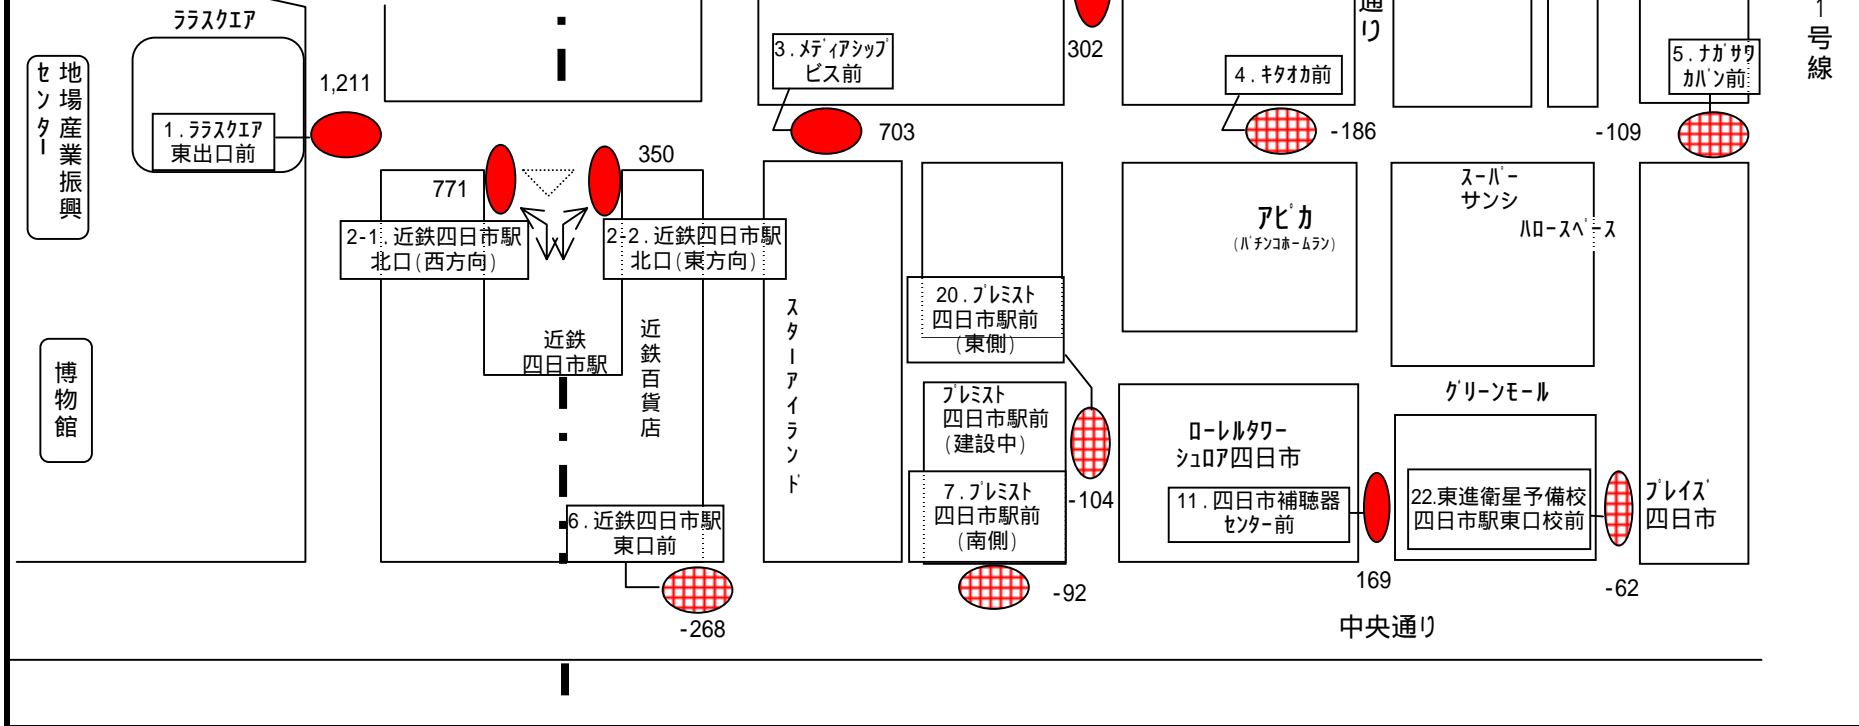 ﾗﾗｽｸｴｱ
地場産業振興
センター
1,211
1.ﾗﾗｽｸｴｱ
東出口前
3.ﾒﾃﾞｨｱｼｯﾌﾟ
ビス前
703
302
通り
4.ｷﾀｵｶ前
-186
5.ﾅｶﾞｻﾜ
ｶﾊﾞﾝ前
-109
1号線
771
350
2-1.近鉄四日市駅
北口(西方向)
2-2.近鉄四日市駅
北口(東方向)
近鉄
四日市駅
近鉄百貨店
スターアイランド
20.ﾌﾟﾚﾐｽﾄ
四日市駅前
(東側)
アピカ
(ﾊﾟﾁﾝｺﾎｰﾑﾗﾝ)
スーパー
サンシ
ﾊﾛｰｽﾍﾟｰｽ
博物館
ﾌﾟﾚﾐｽﾄ
四日市駅前
(建設中)
-104
7.ﾌﾟﾚﾐｽﾄ
四日市駅前
(南側)
-92
6.近鉄四日市駅
東口前
-268
ﾛｰﾚﾙﾀﾜｰ
ｼｭﾛｱ四日市
11.四日市補聴器
ｾﾝﾀｰ前
169
ｸﾞﾘｰﾝﾓｰﾙ
22.東進衛星予備校
四日市駅東口校前
-62
ﾌﾟﾚｲｽﾞ
四日市
中央通り